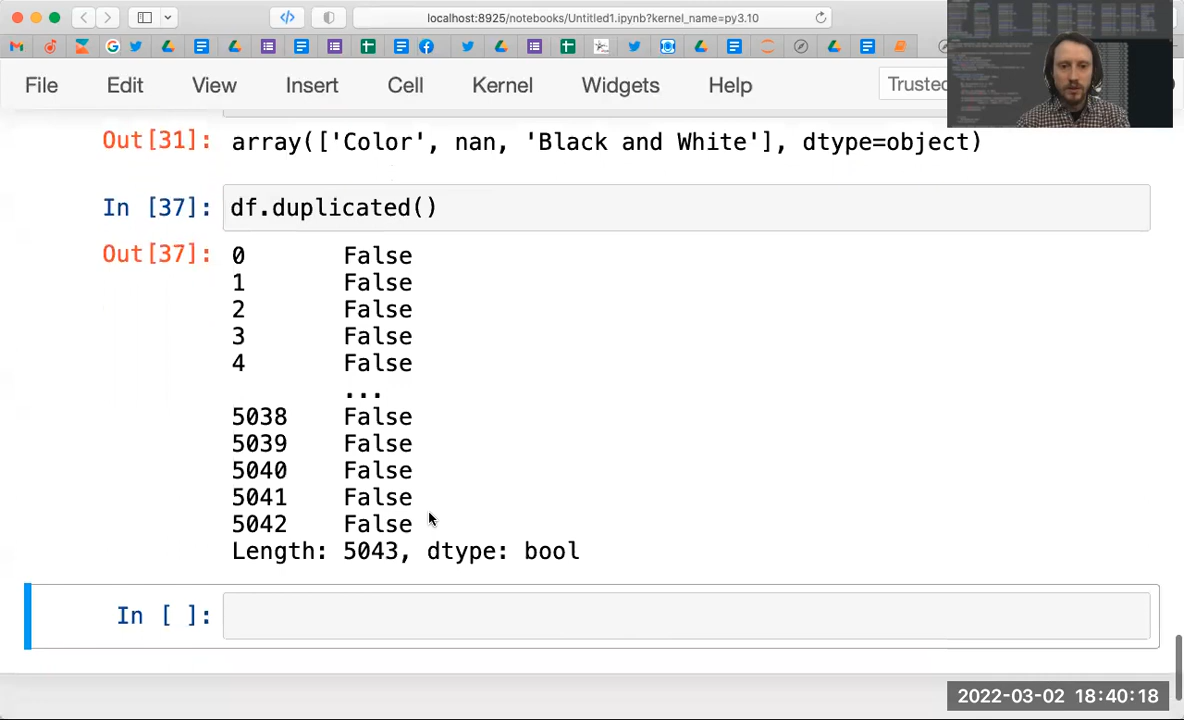 localhost:8925/notebooks/Untitled1.ipynb?kernel_name=py3.10
File Edit View Insert Cell Kernel Widgets Help Trusted
Out[31]: array(['Color', nan, 'Black and White'], dtype=object)
In [37]: df.duplicated()
Out[37]: 0 False
1 False
2 False
3 False
4 False
...
5038 False
5039 False
5040 False
5041 False
5042 False
Length: 5043, dtype: bool
In [ ]:
2022-03-02 18:40:18